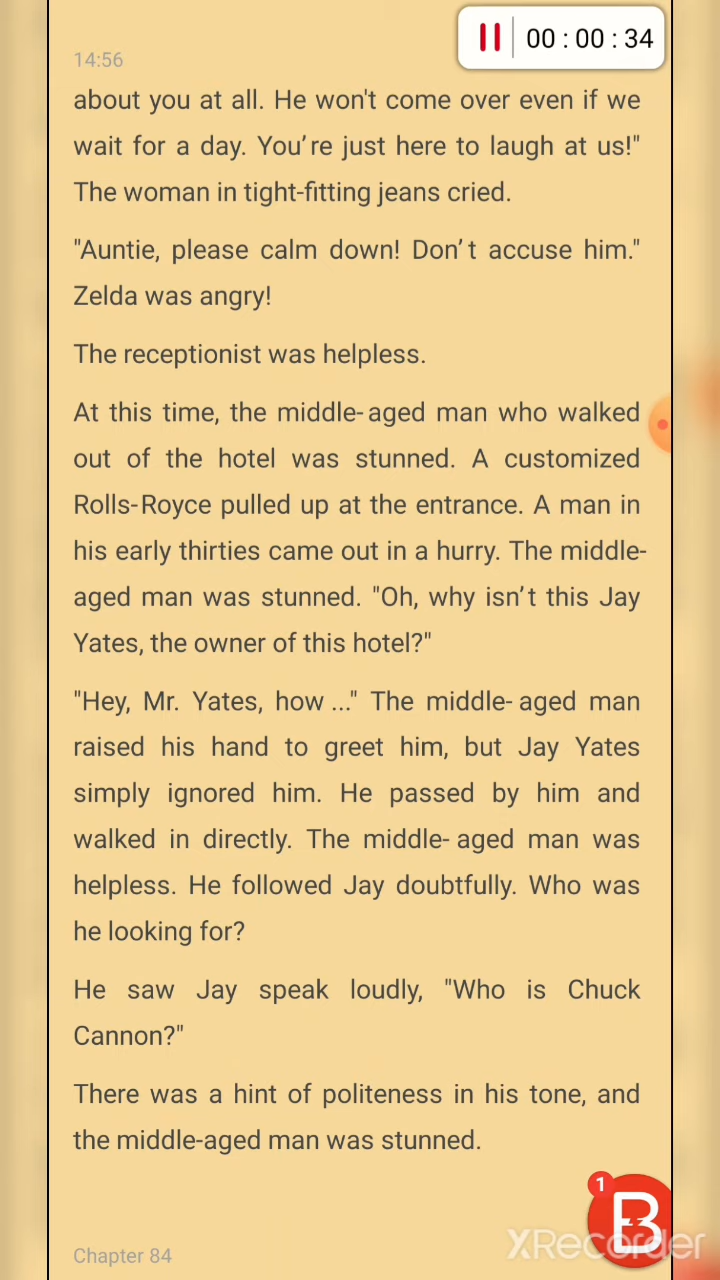 00 : 00 : 34
14:56
about you at all. He won't come over even if we
wait for a day. You’re just here to laugh at us!"
The woman in tight-fitting jeans cried.
"Auntie, please calm down! Don’t accuse him."
Zelda was angry!
The receptionist was helpless.
At this time, the middle-aged man who walked
out of the hotel was stunned. A customized
Rolls-Royce pulled up at the entrance. A man in
his early thirties came out in a hurry. The middle-
aged man was stunned. "Oh, why isn’t this Jay
Yates, the owner of this hotel?"
"Hey, Mr. Yates, how ..." The middle-aged man
raised his hand to greet him, but Jay Yates
simply ignored him. He passed by him and
walked in directly. The middle-aged man was
helpless. He followed Jay doubtfully. Who was
he looking for?
He saw Jay speak loudly, "Who is Chuck
Cannon?"
There was a hint of politeness in his tone, and
the middle-aged man was stunned.
1
B
XRecorder
Chapter 84